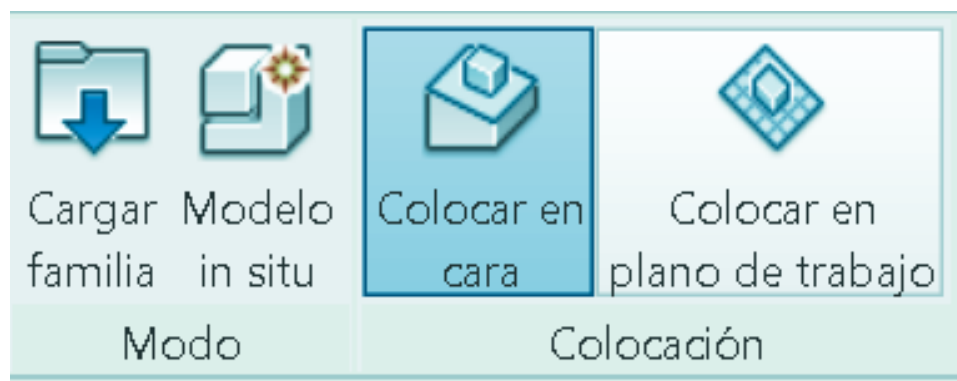 Cargar familia
Modelo in situ
Colocar en cara
Colocar en plano de trabajo
Modo
Colocación